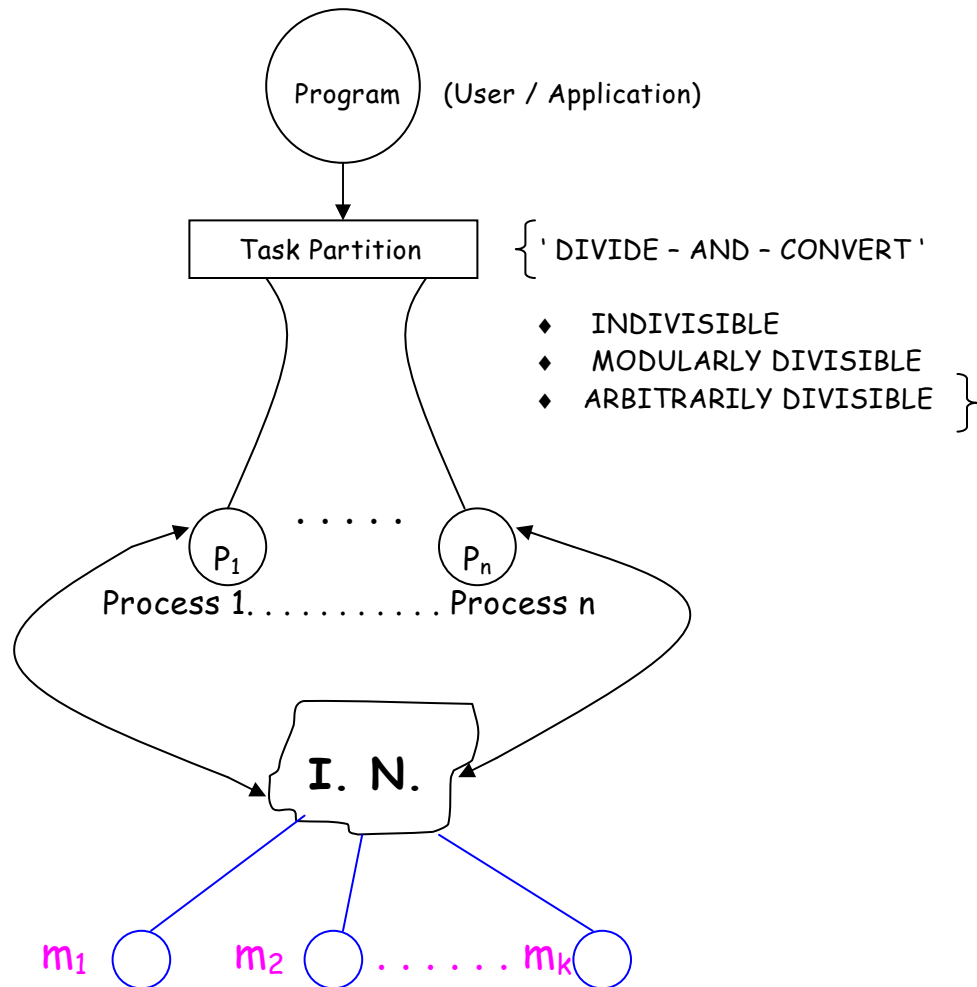 Program (User / Application)
Task Partition { ' DIVIDE – AND – CONVERT '
♦ INDIVISIBLE
♦ MODULARLY DIVISIBLE
♦ ARBITRARILY DIVISIBLE }
. . . . .
P₁ Pₙ
Process 1. . . . . . . . . . . Process n
I. N.
m₁ m₂ . . . . . . mₖ